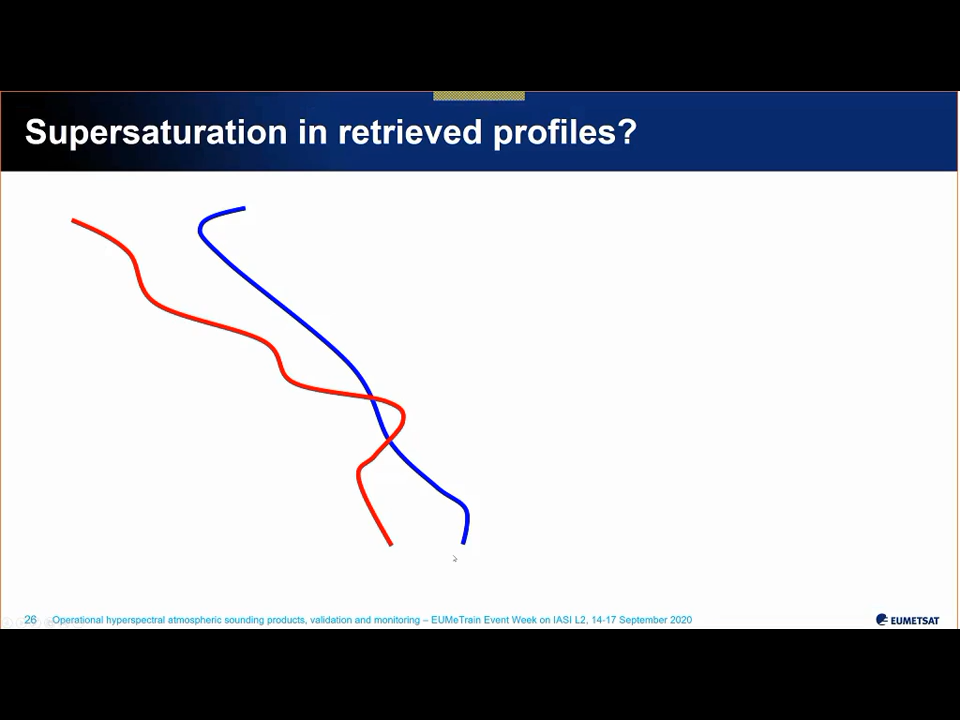 Supersaturation in retrieved profiles?
26 Operational hyperspectral atmospheric sounding products, validation and monitoring – EUMeTrain Event Week on IASI L2, 14-17 September 2020
EUMETSAT